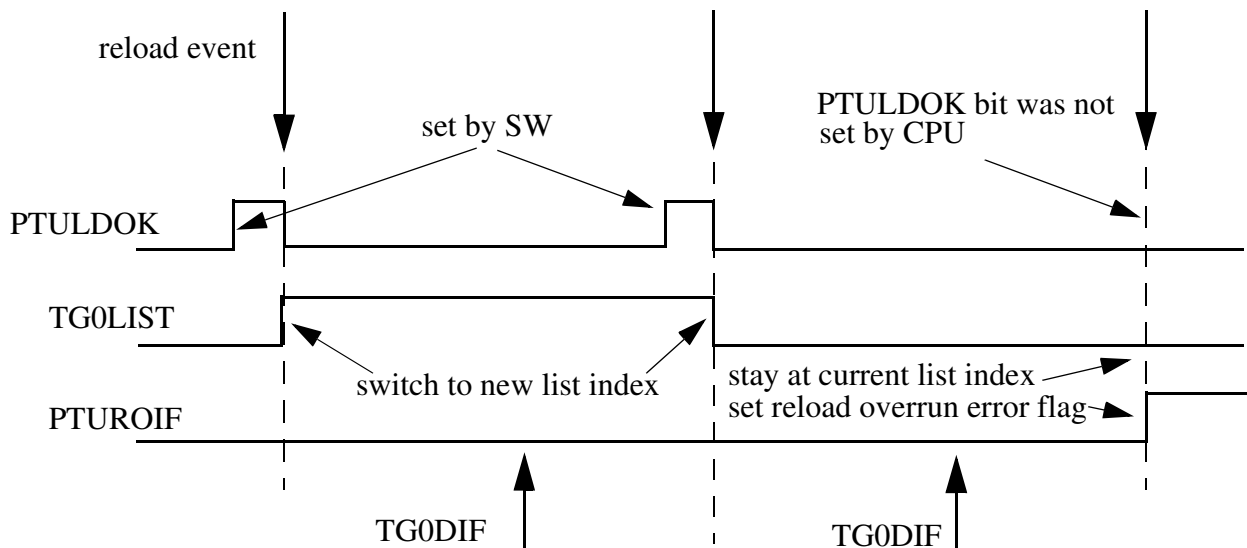 reload event
PTULDOK bit was not
set by CPU
set by SW
PTULDOK
TG0LIST
switch to new list index
stay at current list index
set reload overrun error flag
PTUROIF
TG0DIF
TG0DIF